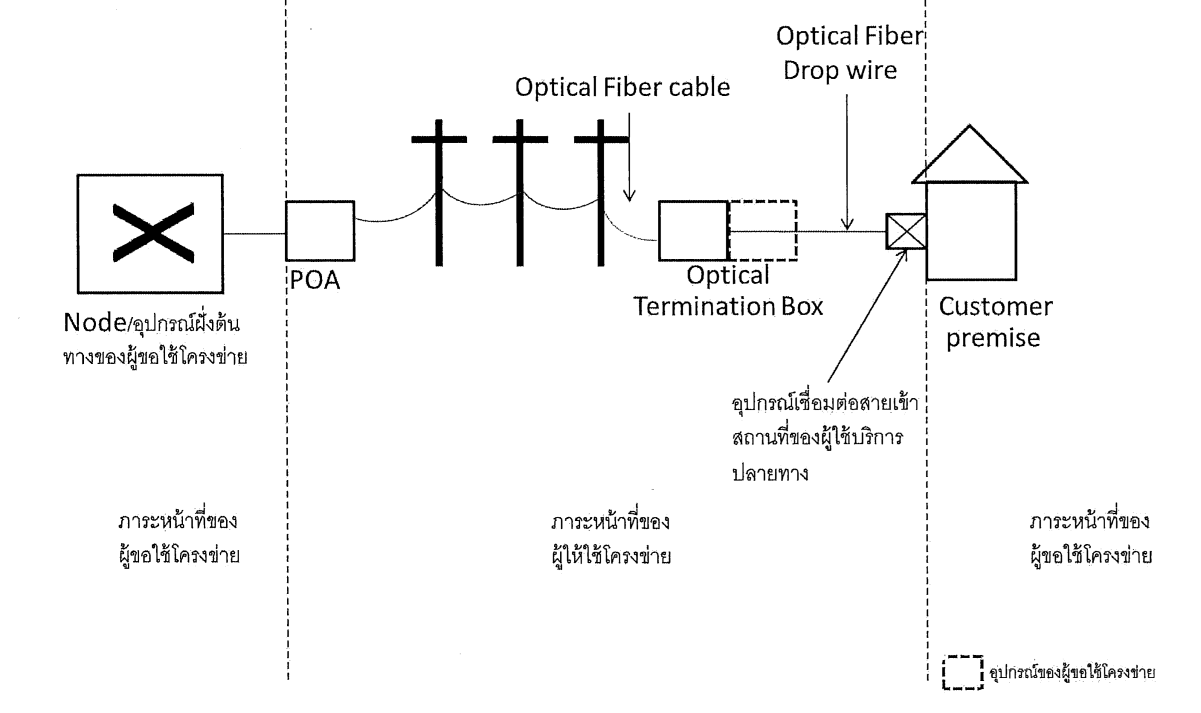 Optical Fiber
Drop wire
Optical Fiber cable
POA
Optical
Termination Box
Node/อุปกรณ์ฝั่งต้น
ทางของผู้ขอใช้โครงข่าย
Customer
premise
อุปกรณ์เชื่อมต่อสายเข้า
สถานที่ของผู้ใช้บริการ
ปลายทาง
ภาระหน้าที่ของ
ผู้ขอใช้โครงข่าย
ภาระหน้าที่ของ
ผู้ให้ใช้โครงข่าย
ภาระหน้าที่ของ
ผู้ขอใช้โครงข่าย
อุปกรณ์ของผู้ขอใช้โครงข่าย